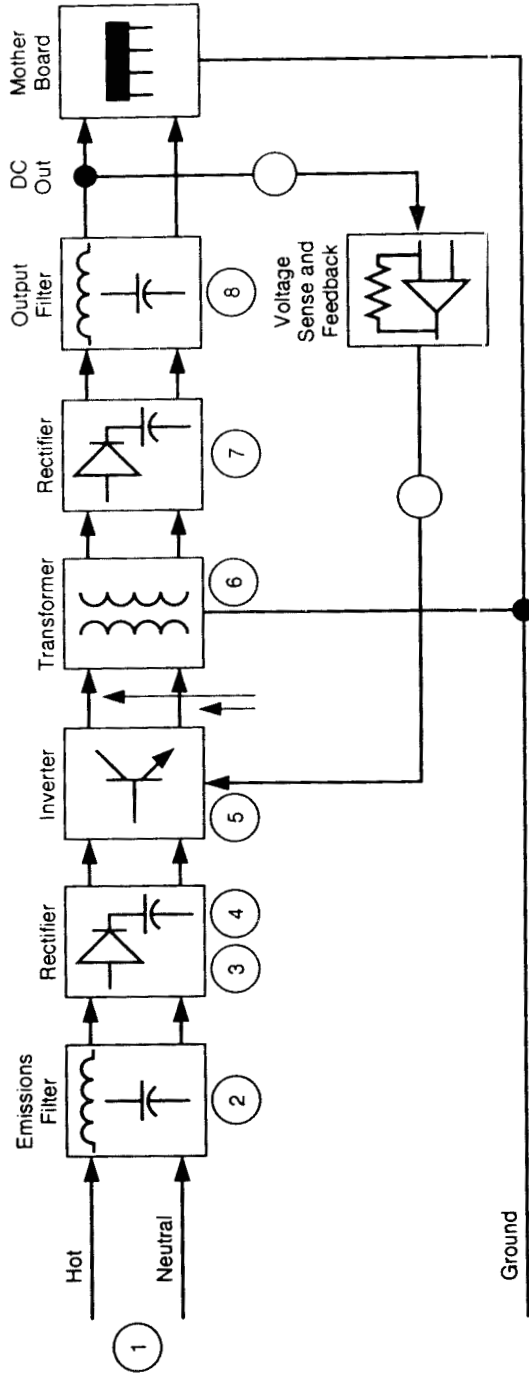 Emissions
Filter
Rectifier
Inverter
Transformer
Rectifier
Output
Filter
DC
Out
Mother
Board
Hot
Neutral
1
2
3
4
5
6
7
8
Voltage
Sense and
Feedback
Ground